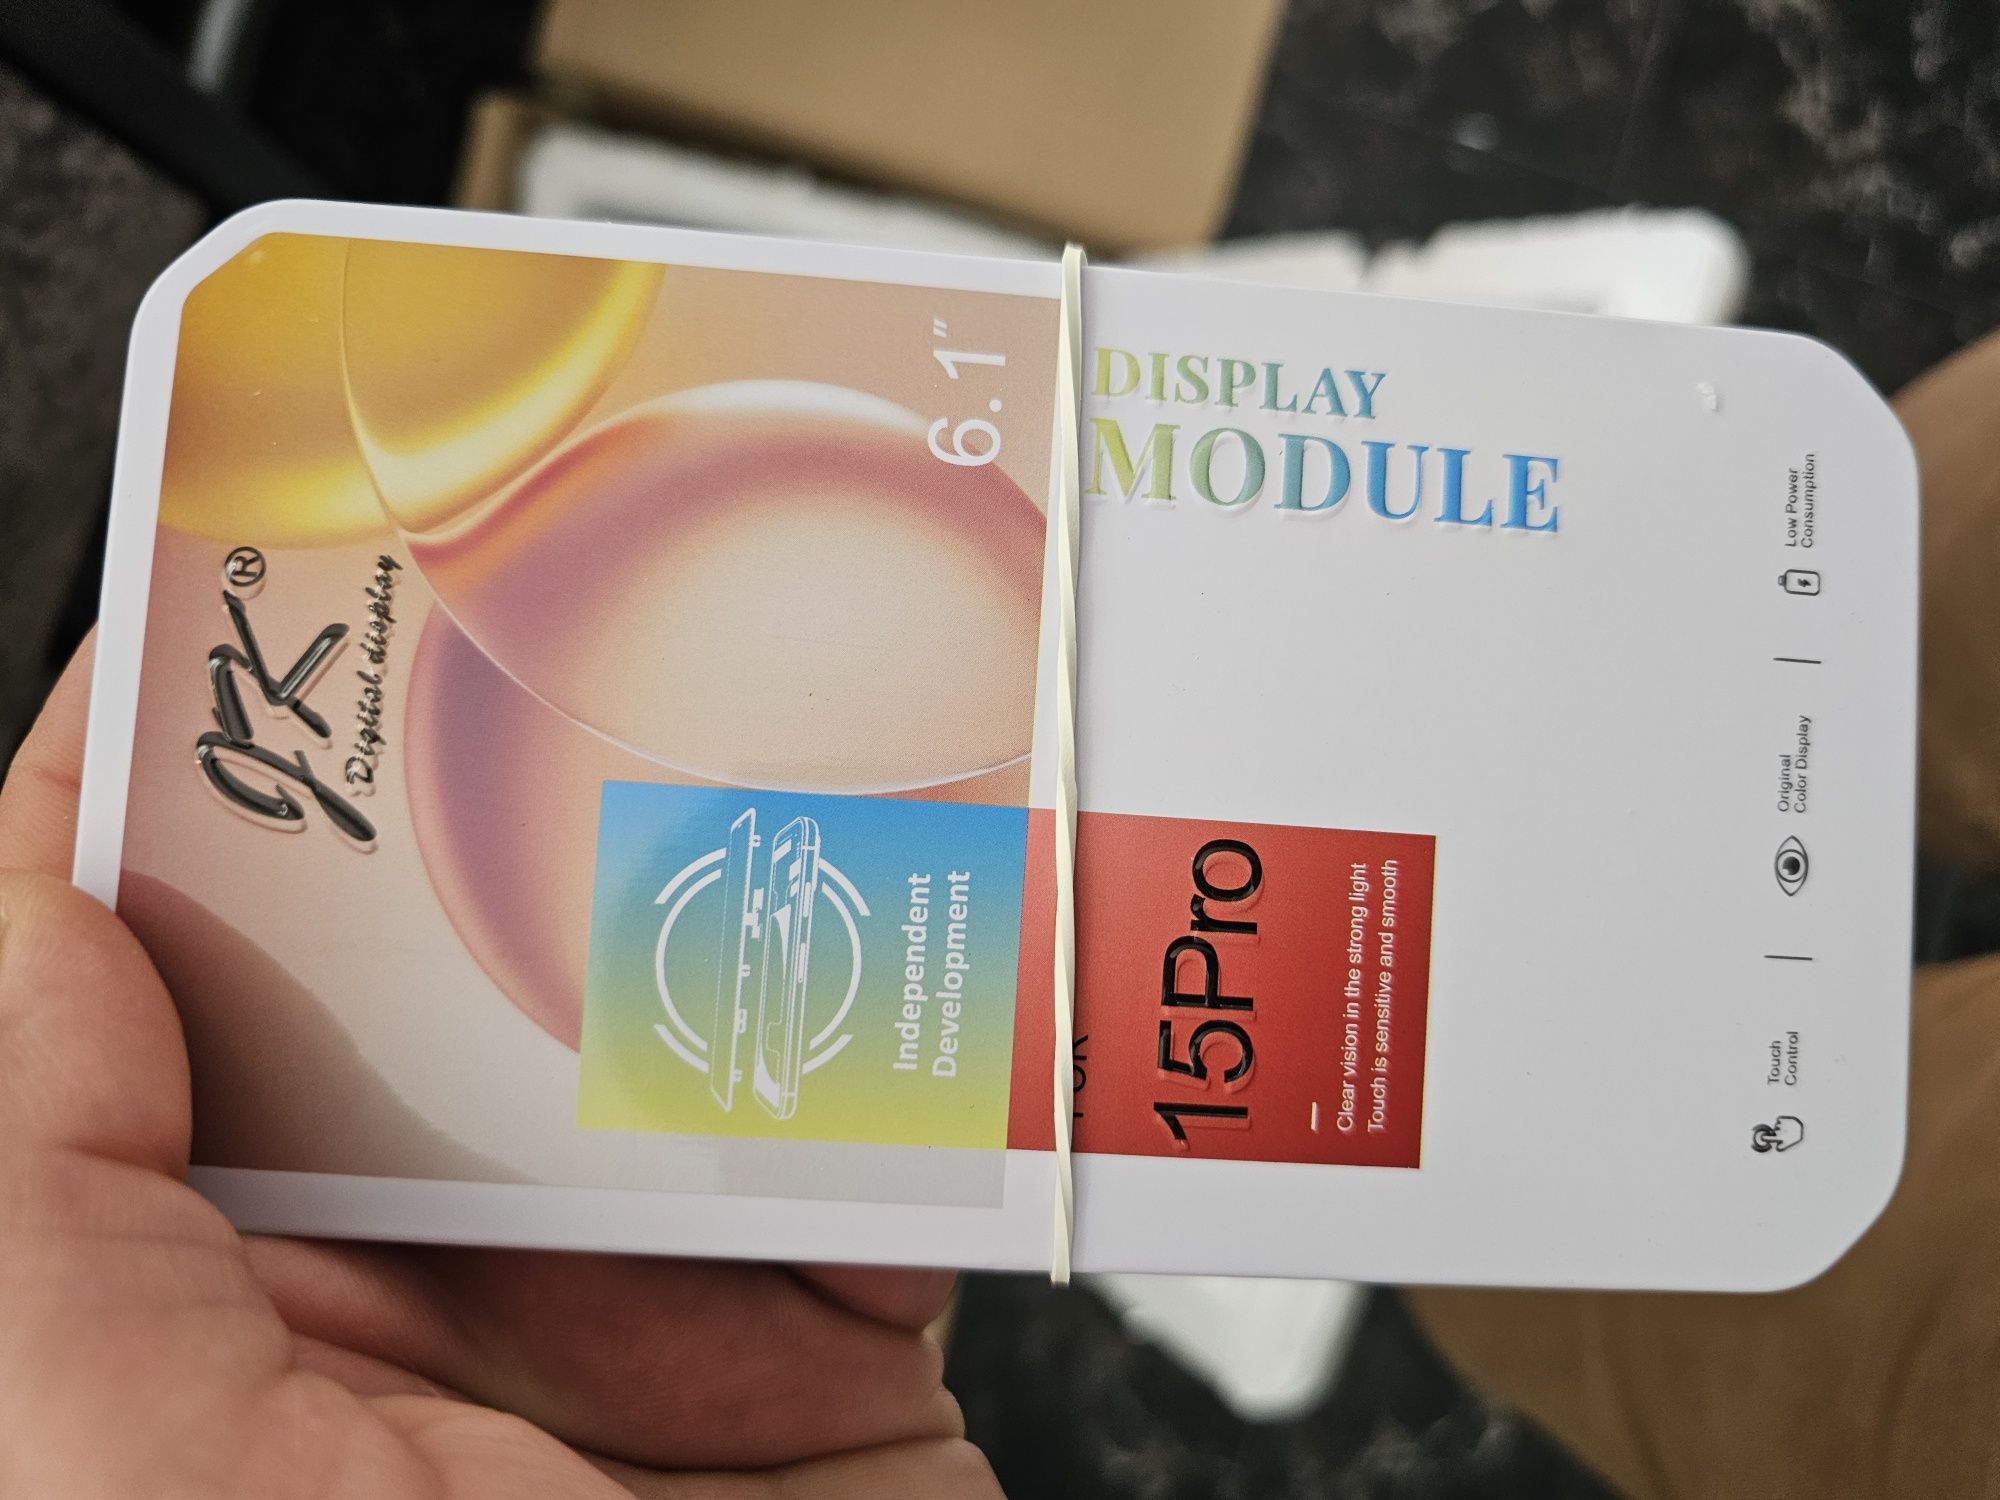 JK®
Digital display
6.1"
Independent
Development
FOR
15Pro
Clear vision in the strong light
Touch is sensitive and smooth
DISPLAY
MODULE
Touch
Control
Original
Color Display
Low Power
Consumption